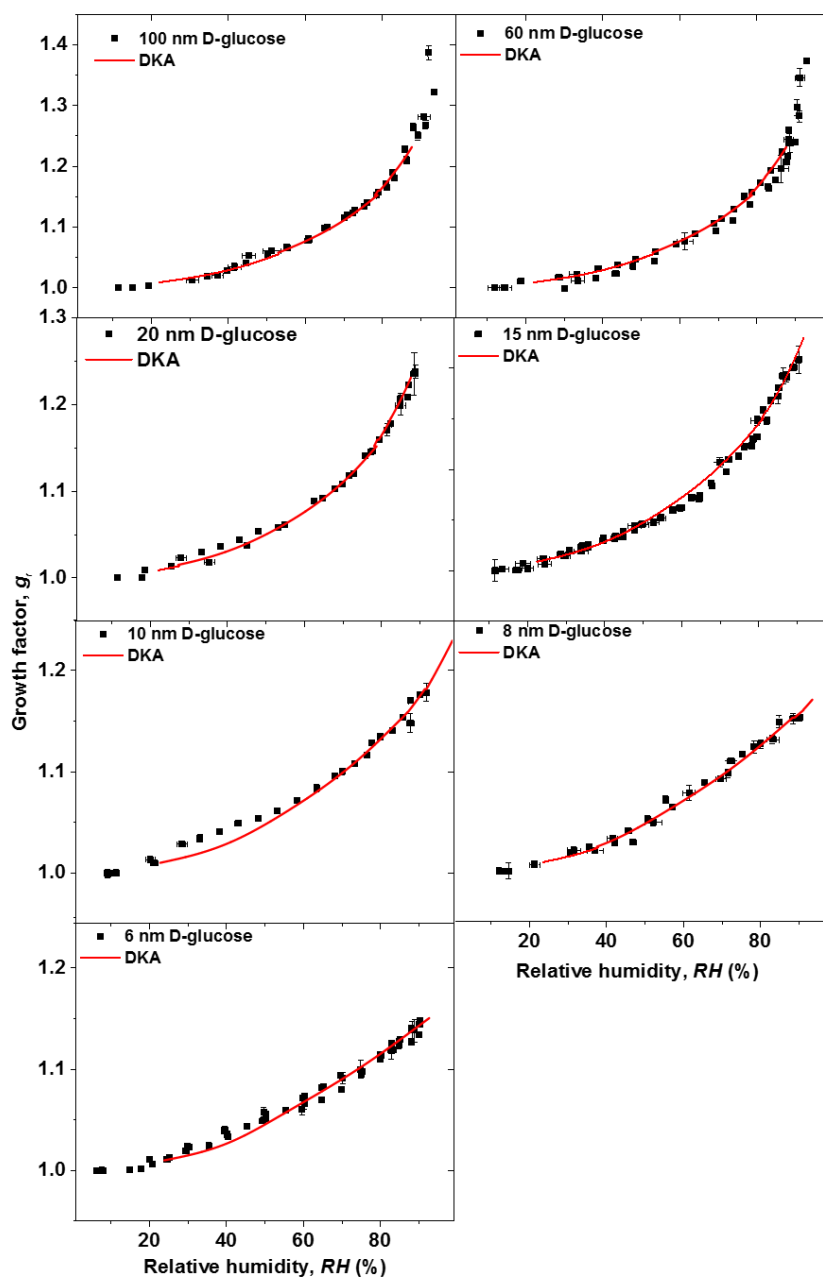 100 nm D-glucose
DKA
60 nm D-glucose
DKA
1.4
1.3
1.2
1.1
1.0
1.3
20 nm D-glucose
DKA
15 nm D-glucose
DKA
1.2
1.1
1.0
Growth factor, gf
10 nm D-glucose
DKA
8 nm D-glucose
DKA
1.2
1.1
1.0
20 40 60 80
Relative humidity, RH (%)
6 nm D-glucose
DKA
1.2
1.1
1.0
20 40 60 80
Relative humidity, RH (%)